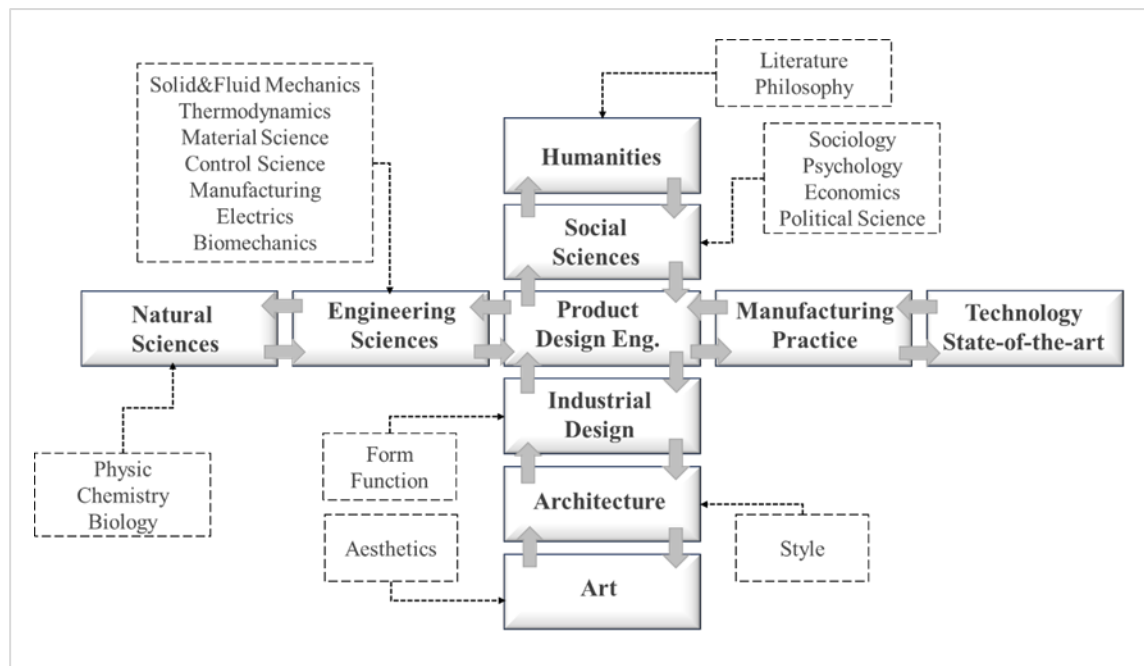 Literature
Philosophy
Solid&Fluid Mechanics
Thermodynamics
Material Science
Control Science
Manufacturing
Electrics
Biomechanics
Humanities
Sociology
Psychology
Economics
Political Science
Social
Sciences
Natural
Sciences
Engineering
Sciences
Product
Design Eng.
Manufacturing
Practice
Technology
State-of-the-art
Industrial
Design
Form
Function
Physic
Chemistry
Biology
Architecture
Aesthetics
Style
Art